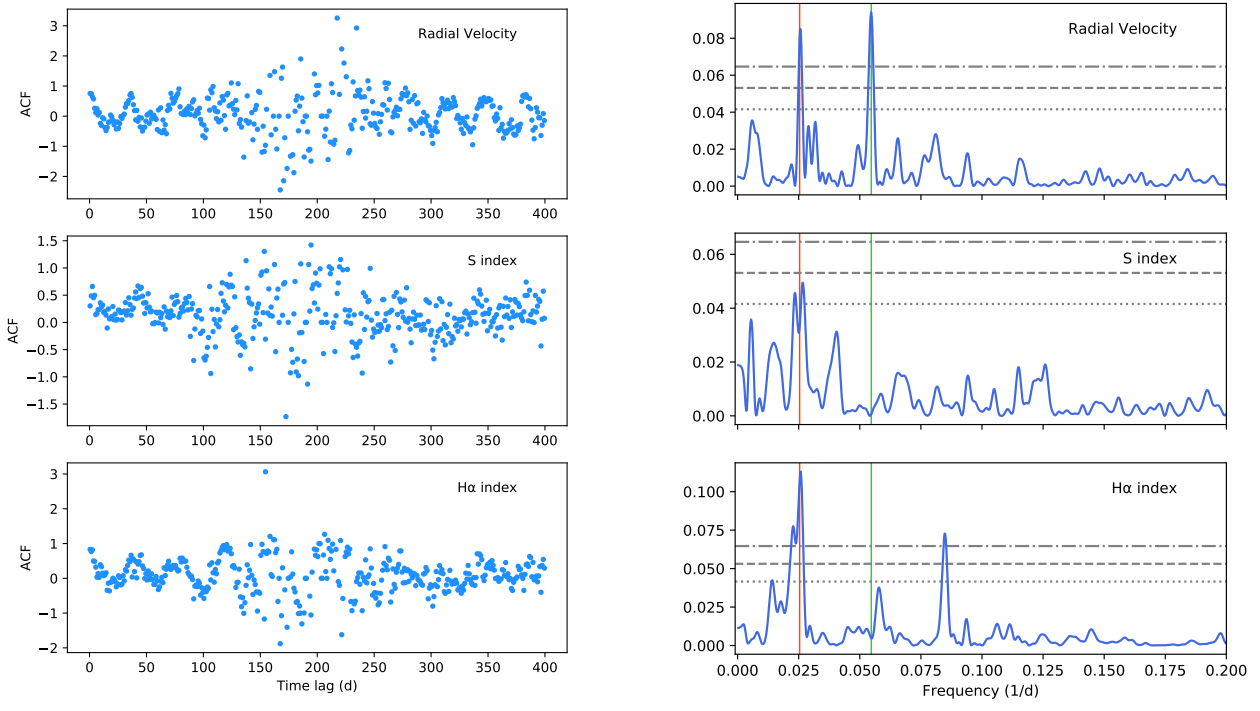 Radial Velocity
ACF
3
2
1
0
−1
−2
0 50 100 150 200 250 300 350 400
S index
ACF
1.5
1.0
0.5
0.0
−0.5
−1.0
−1.5
0 50 100 150 200 250 300 350 400
Hα index
ACF
3
2
1
0
−1
−2
0 50 100 150 200 250 300 350 400
Time lag (d)
Radial Velocity
0.08
0.06
0.04
0.02
0.00
S index
0.06
0.04
0.02
0.00
Hα index
0.100
0.075
0.050
0.025
0.000
0.000 0.025 0.050 0.075 0.100 0.125 0.150 0.175 0.200
Frequency (1/d)